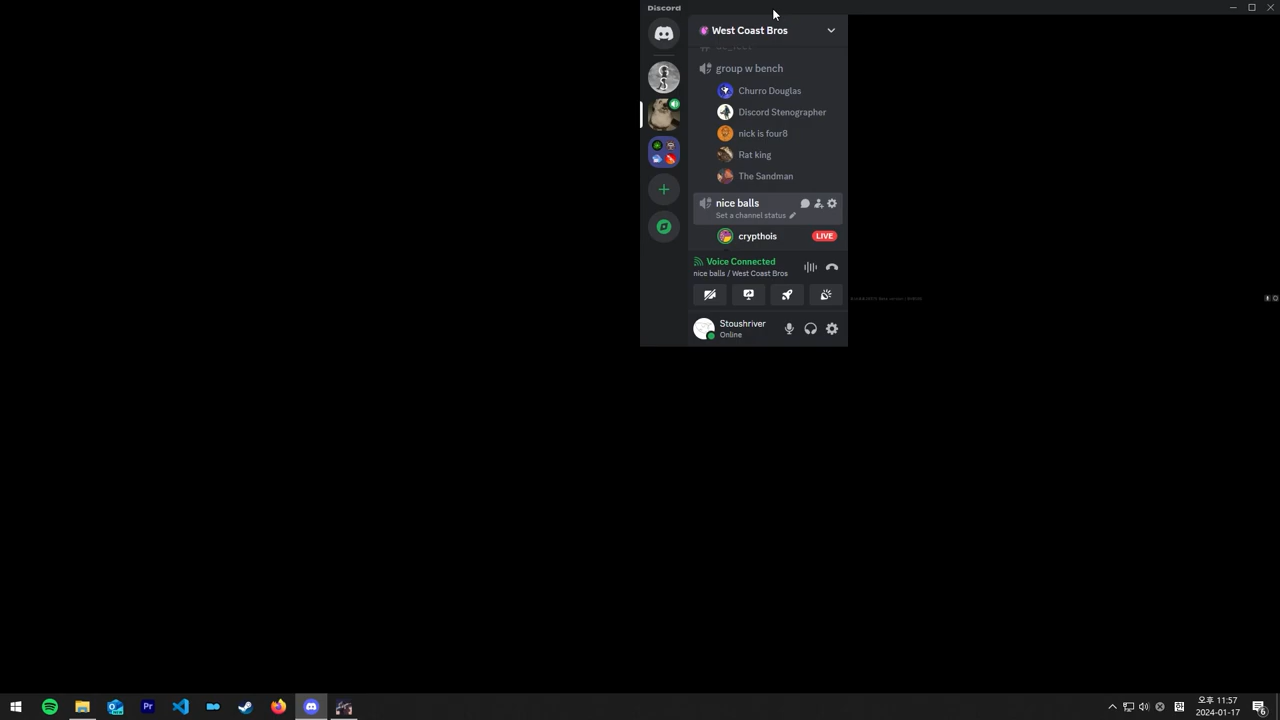 Discord
West Coast Bros
group w bench
Churro Douglas
Discord Stenographer
nick is four8
Rat king
The Sandman
nice balls
Set a channel status
crypthois
LIVE
Voice Connected
nice balls / West Coast Bros
Stoushriver
Online
Pr
오후 11:57
2024-01-17
6